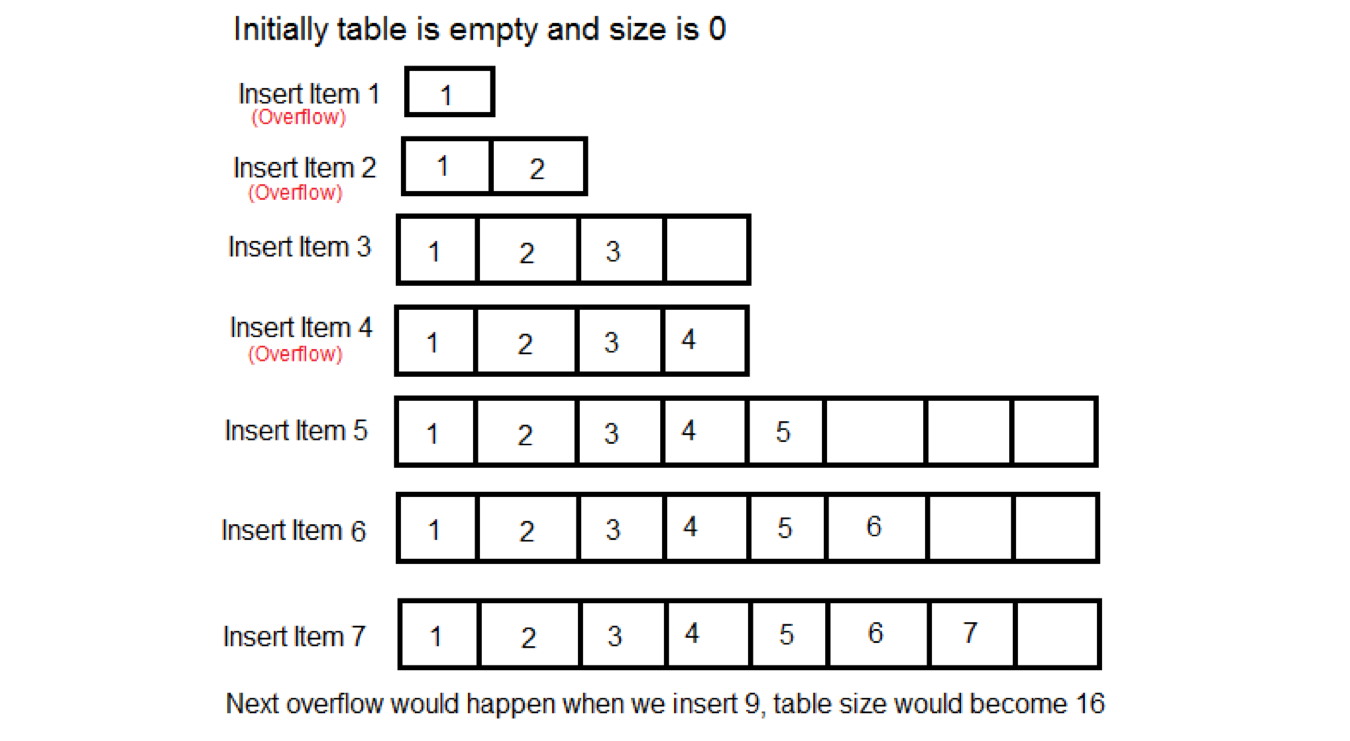 Initially table is empty and size is 0
Insert Item 1 1
(Overflow)
Insert Item 2 1 2
(Overflow)
Insert Item 3 1 2 3
Insert Item 4 1 2 3 4
(Overflow)
Insert Item 5 1 2 3 4 5
Insert Item 6 1 2 3 4 5 6
Insert Item 7 1 2 3 4 5 6 7
Next overflow would happen when we insert 9, table size would become 16